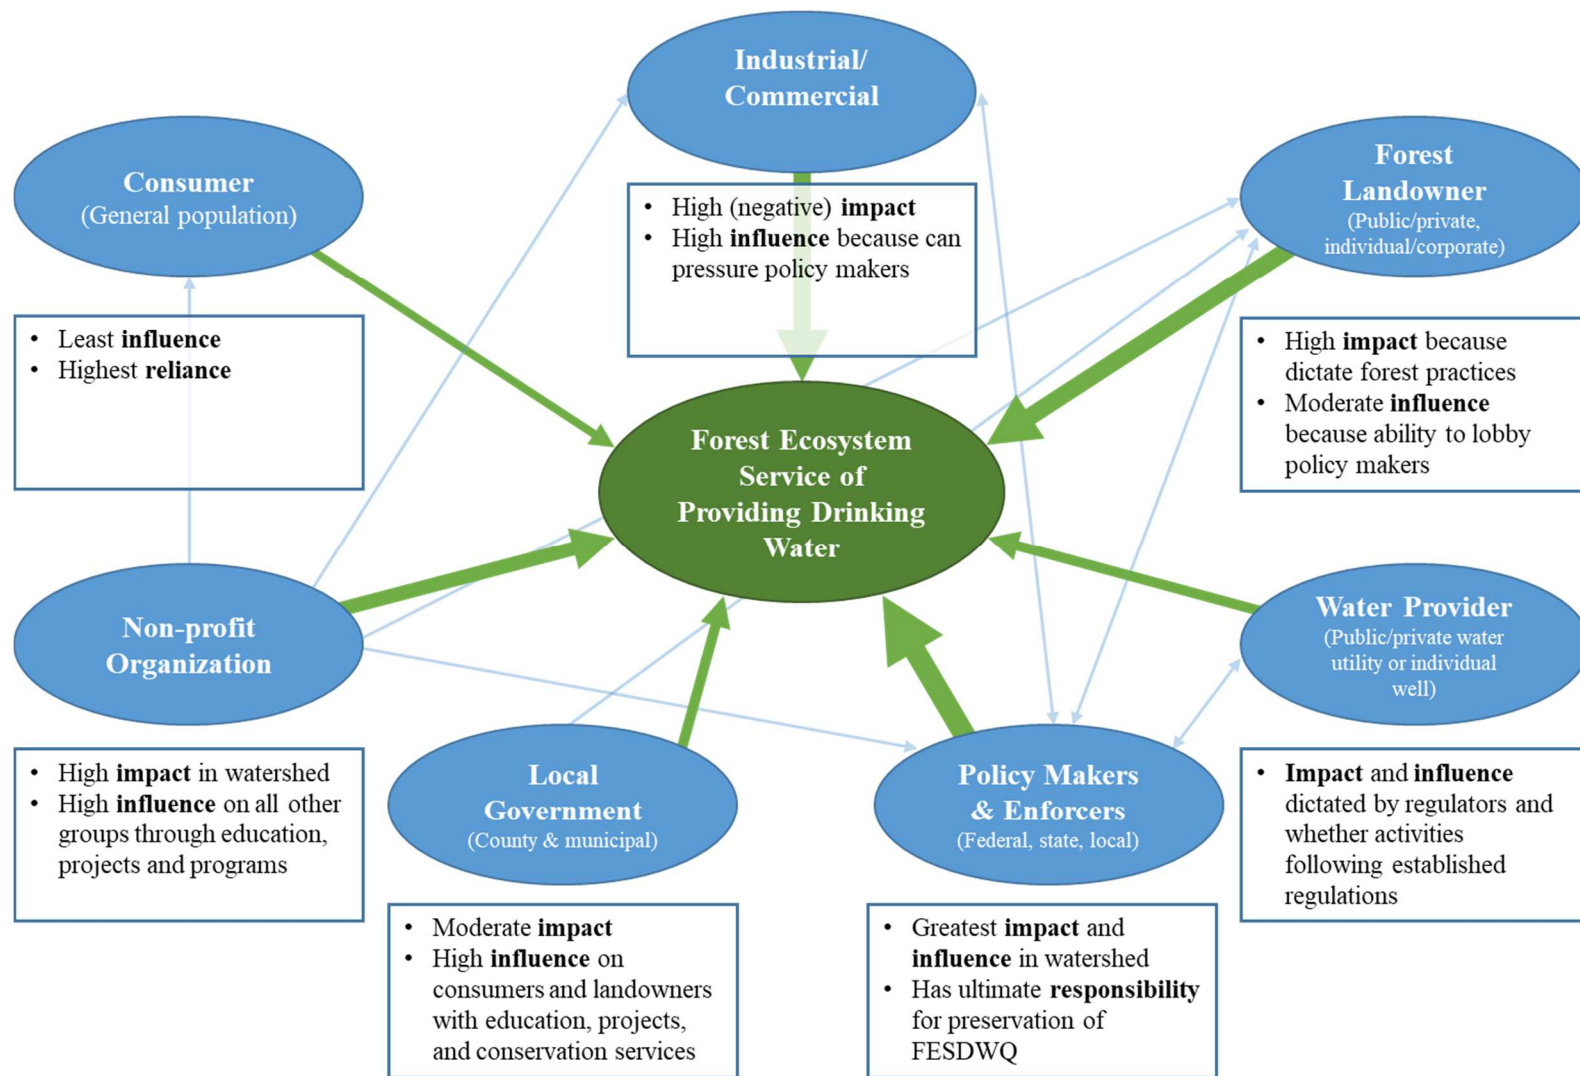 Industrial/
Commercial
Consumer
(General population)
Forest
Landowner
(Public/private,
individual/corporate)
• High (negative) impact
• High influence because can
pressure policy makers
• Least influence
• Highest reliance
• High impact because
dictate forest practices
• Moderate influence
because ability to lobby
policy makers
Forest Ecosystem
Service of
Providing Drinking
Water
Non-profit
Organization
Water Provider
(Public/private water
utility or individual
well)
• High impact in watershed
• High influence on all other
groups through education,
projects and programs
Local
Government
(County & municipal)
Policy Makers
& Enforcers
(Federal, state, local)
• Impact and influence
dictated by regulators and
whether activities
following established
regulations
• Moderate impact
• High influence on
consumers and landowners
with education, projects,
and conservation services
• Greatest impact and
influence in watershed
• Has ultimate responsibility
for preservation of
FESDWQ